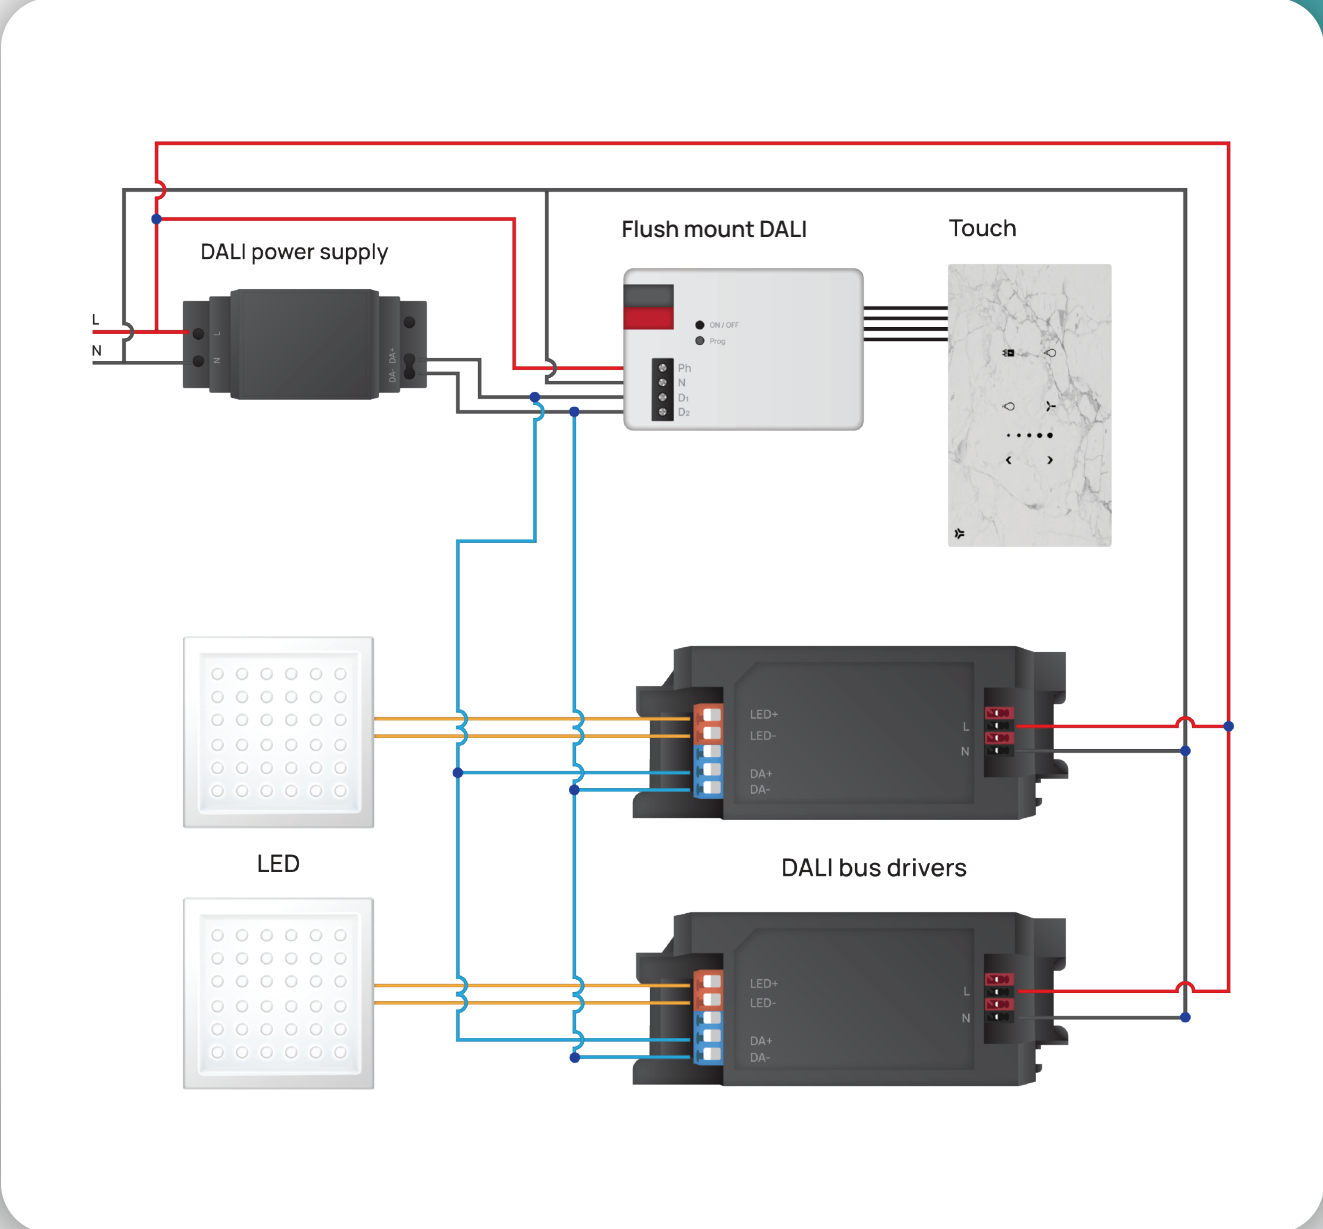 DALI power supply
Flush mount DALI
Touch
L
N
L
N
DA+
DA-
ON / OFF
Prog
Ph
N
D1
D2
LED+
LED-
DA+
DA-
L
N
LED
DALI bus drivers
LED+
LED-
DA+
DA-
L
N